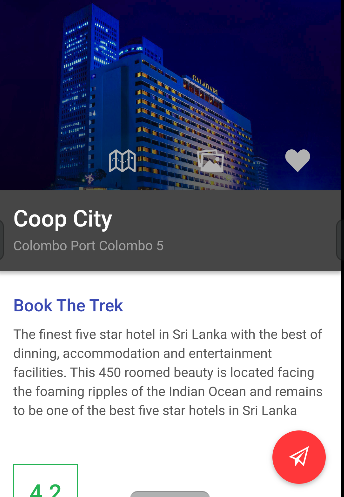 Coop City
Colombo Port Colombo 5
Book The Trek
The finest five star hotel in Sri Lanka with the best of
dinning, accommodation and entertainment
facilities. This 450 roomed beauty is located facing
the foaming ripples of the Indian Ocean and remains
to be one of the best five star hotels in Sri Lanka
4.2